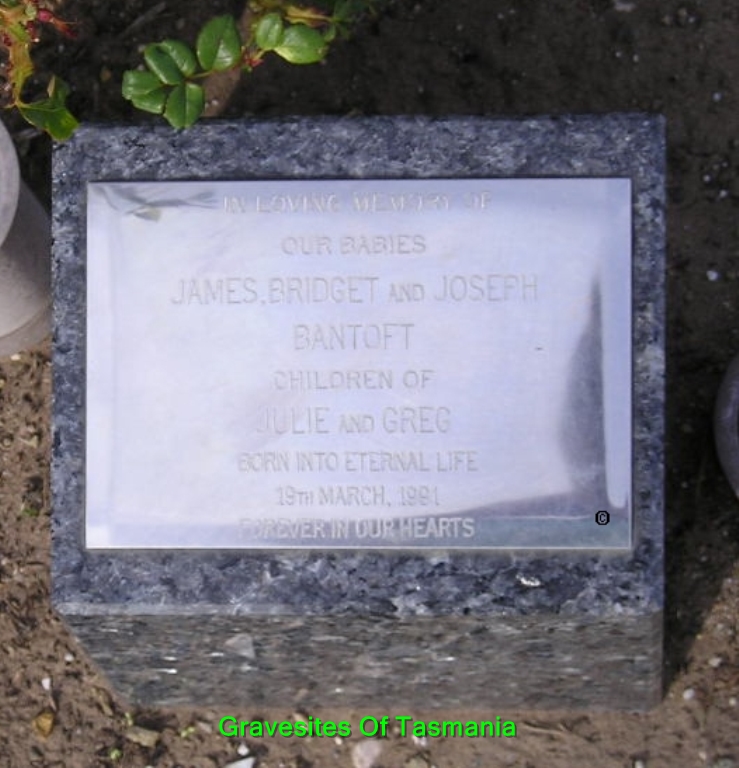 IN LOVING MEMORY OF
OUR BABIES
JAMES, BRIDGET AND JOSEPH
BANTOFT
CHILDREN OF
JULIE AND GREG
BORN INTO ETERNAL LIFE
19TH MARCH, 1991
FOREVER IN OUR HEARTS
©
Gravesites Of Tasmania